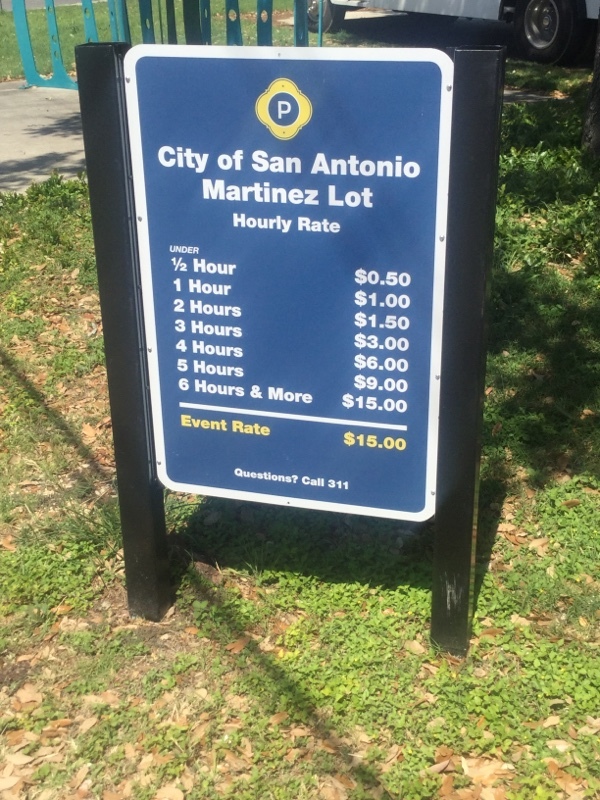 P
City of San Antonio
Martinez Lot
Hourly Rate
UNDER
½ Hour $0.50
1 Hour $1.00
2 Hours $1.50
3 Hours $3.00
4 Hours $6.00
5 Hours $9.00
6 Hours & More $15.00
Event Rate $15.00
Questions? Call 311